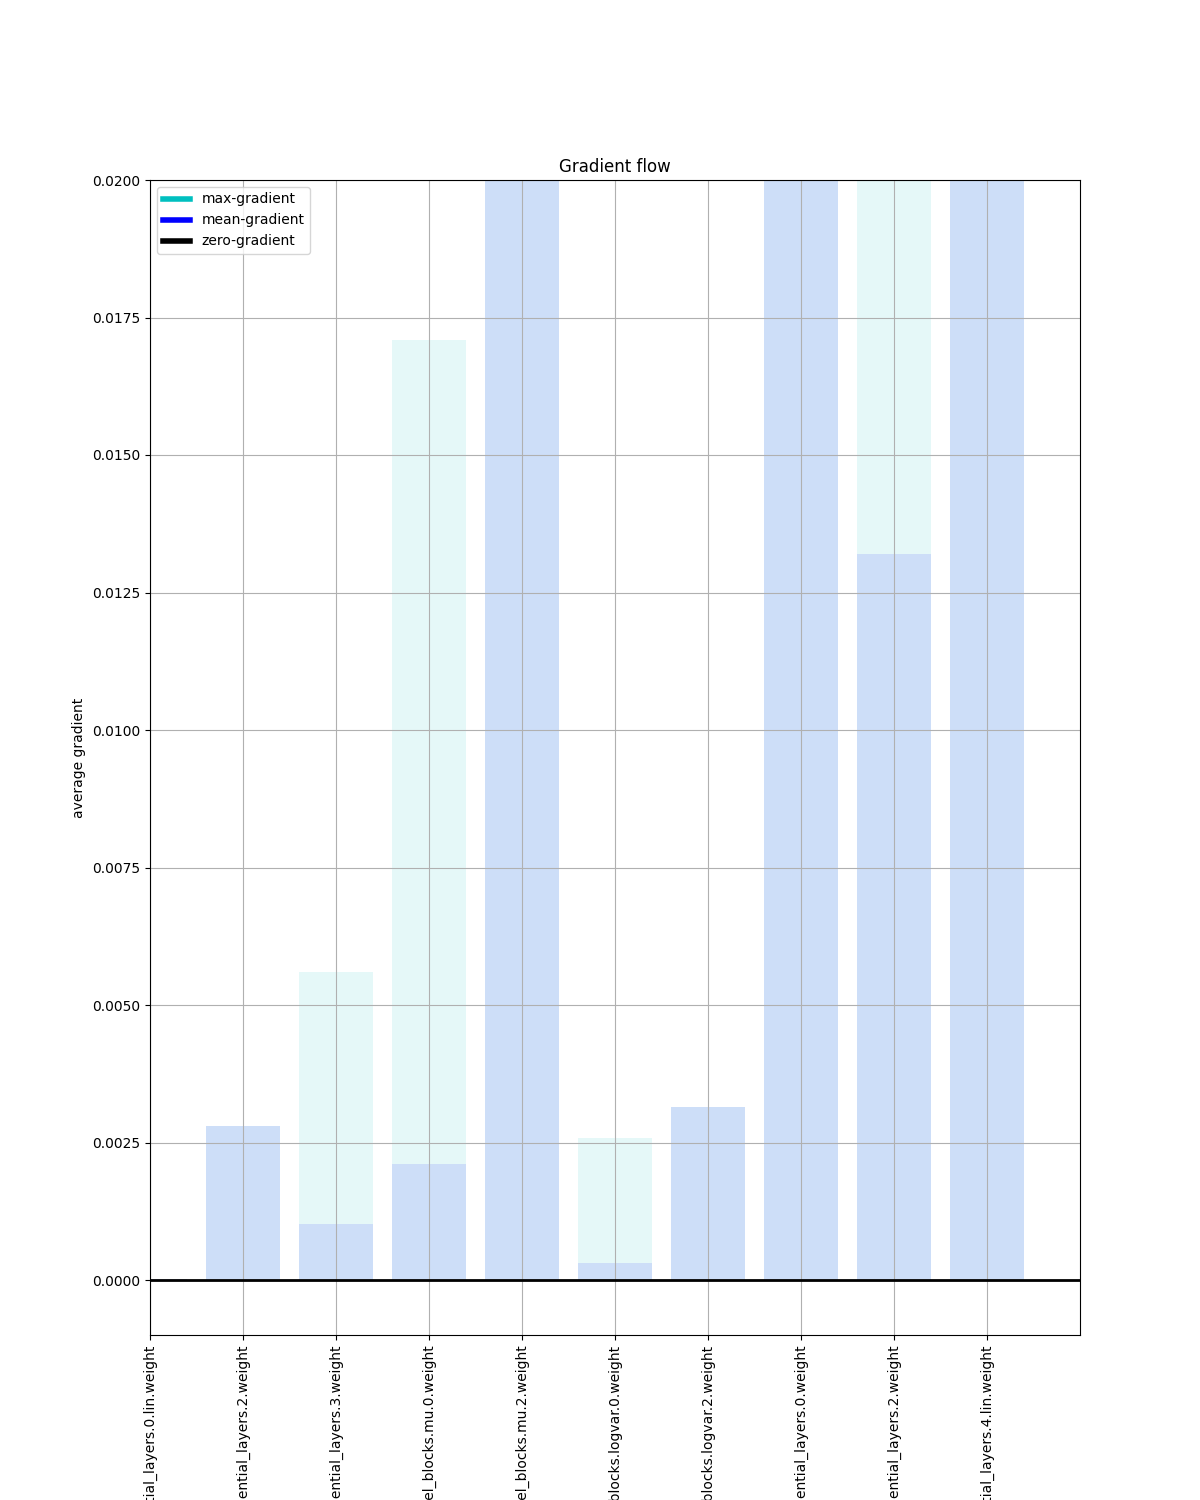 Gradient flow
max-gradient
mean-gradient
zero-gradient
0.0200
0.0175
0.0150
0.0125
0.0100
0.0075
0.0050
0.0025
0.0000
average gradient
tial_layers.0.lin.weight
ential_layers.2.weight
ential_layers.3.weight
el_blocks.mu.0.weight
el_blocks.mu.2.weight
blocks.logvar.0.weight
blocks.logvar.2.weight
ential_layers.0.weight
ential_layers.2.weight
tial_layers.4.lin.weight